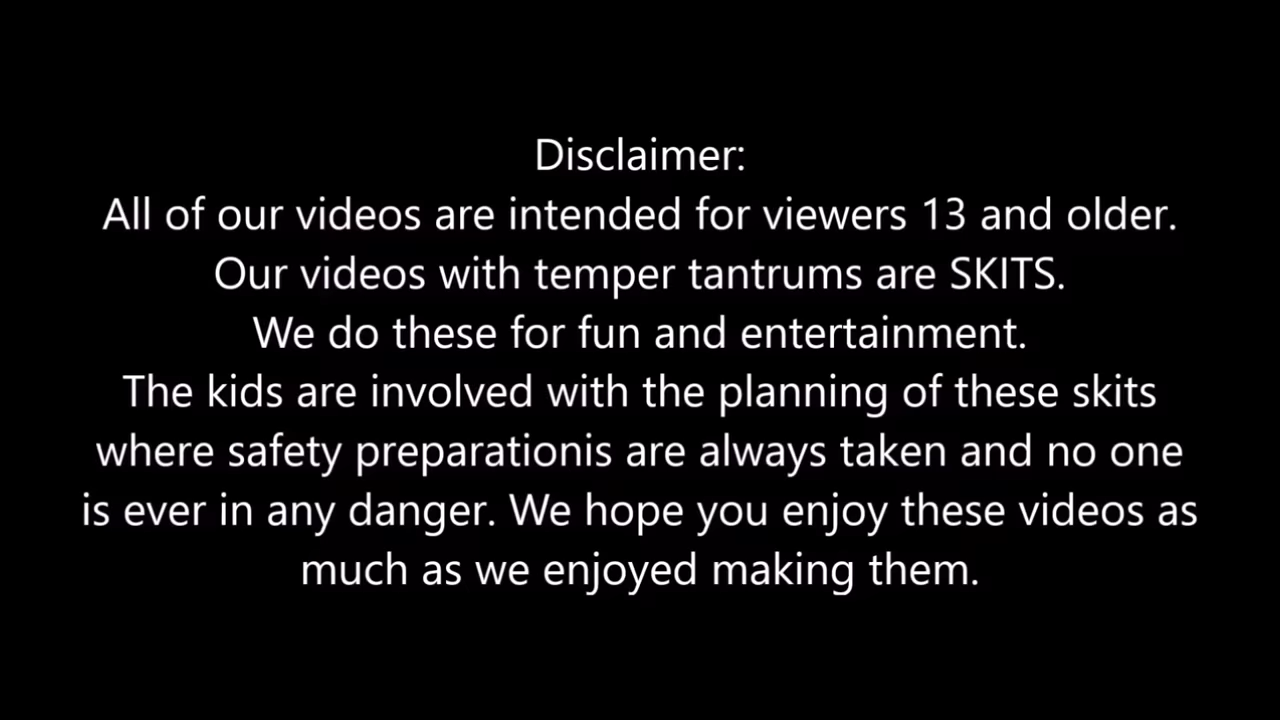 Disclaimer:
All of our videos are intended for viewers 13 and older.
Our videos with temper tantrums are SKITS.
We do these for fun and entertainment.
The kids are involved with the planning of these skits
where safety preparationis are always taken and no one
is ever in any danger. We hope you enjoy these videos as
much as we enjoyed making them.